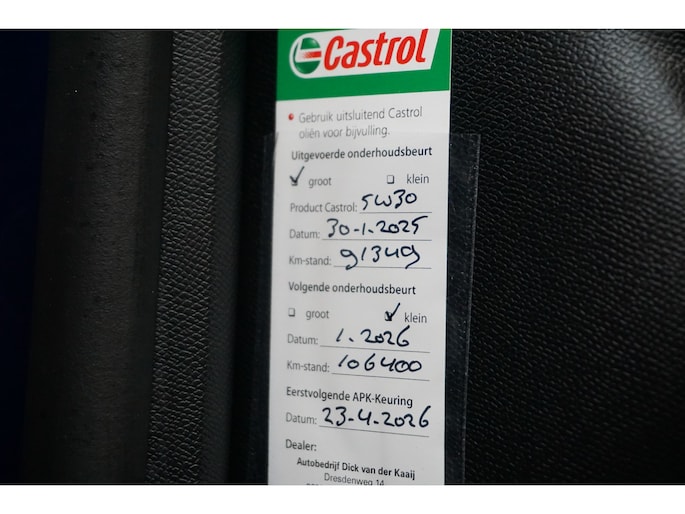 Castrol
Gebruik uitsluitend Castrol
oliën voor bijvulling.
Uitgevoerde onderhoudsbeurt
groot klein
Product Castrol: 5W30
Datum: 30-1-2025
Km-stand: 91349
Volgende onderhoudsbeurt
groot klein
Datum: 1-2026
Km-stand: 106400
Eerstvolgende APK-Keuring
Datum: 23-4-2026
Dealer:
Autobedrijf Dick van der Kaaij
Dresdenweg 14